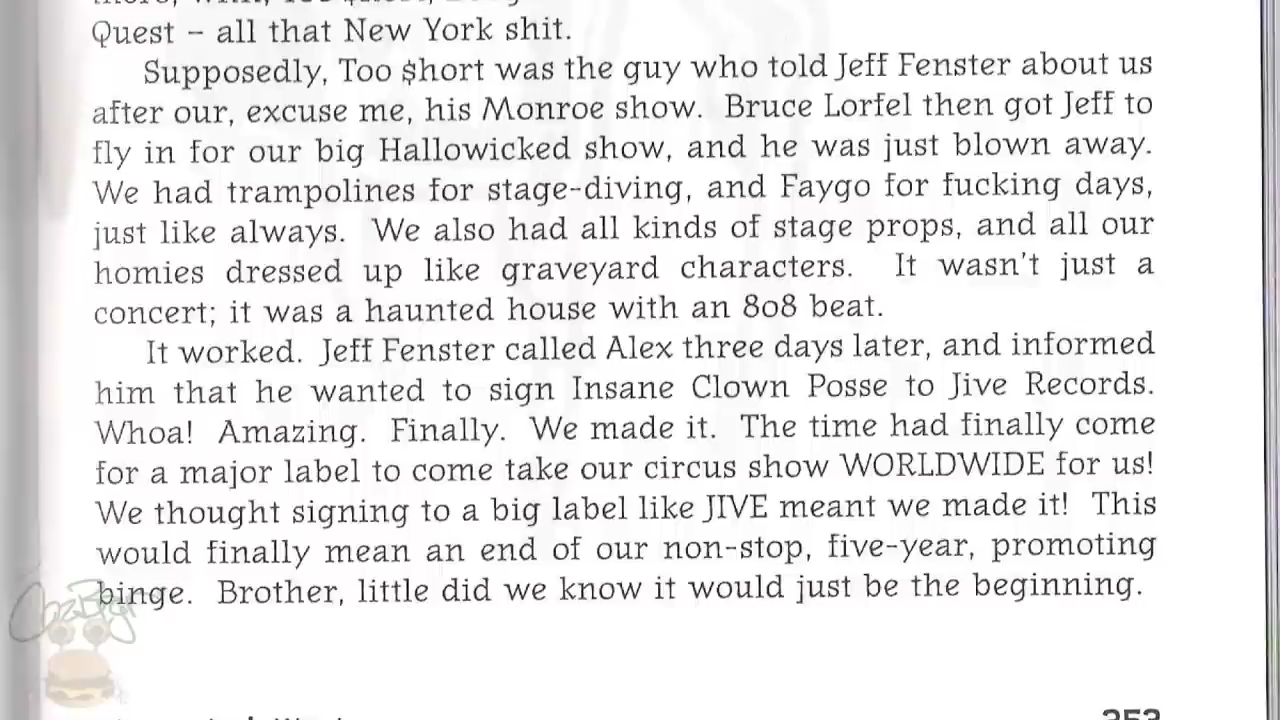 Quest – all that New York shit.
Supposedly, Too $hort was the guy who told Jeff Fenster about us
after our, excuse me, his Monroe show. Bruce Lorfel then got Jeff to
fly in for our big Hallowicked show, and he was just blown away.
We had trampolines for stage-diving, and Faygo for fucking days,
just like always. We also had all kinds of stage props, and all our
homies dressed up like graveyard characters. It wasn't just a
concert; it was a haunted house with an 808 beat.
It worked. Jeff Fenster called Alex three days later, and informed
him that he wanted to sign Insane Clown Posse to Jive Records.
Whoa! Amazing. Finally. We made it. The time had finally come
for a major label to come take our circus show WORLDWIDE for us!
We thought signing to a big label like JIVE meant we made it! This
would finally mean an end of our non-stop, five-year, promoting
binge. Brother, little did we know it would just be the beginning.